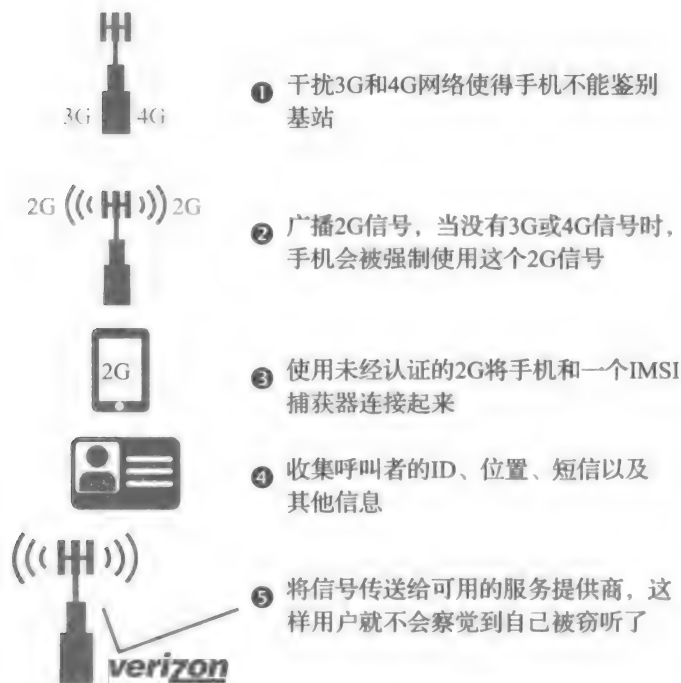 3G 4G
❶ 干扰3G和4G网络使得手机不能鉴别
基站
2G 2G
❷ 广播2G信号，当没有3G或4G信号时，
手机会被强制使用这个2G信号
2G
❸ 使用未经认证的2G将手机和一个IMSI
捕获器连接起来
❹ 收集呼叫者的ID、位置、短信以及
其他信息
❺ 将信号传送给可用的服务提供商，这
样用户就不会察觉到自己被窃听了
verizon